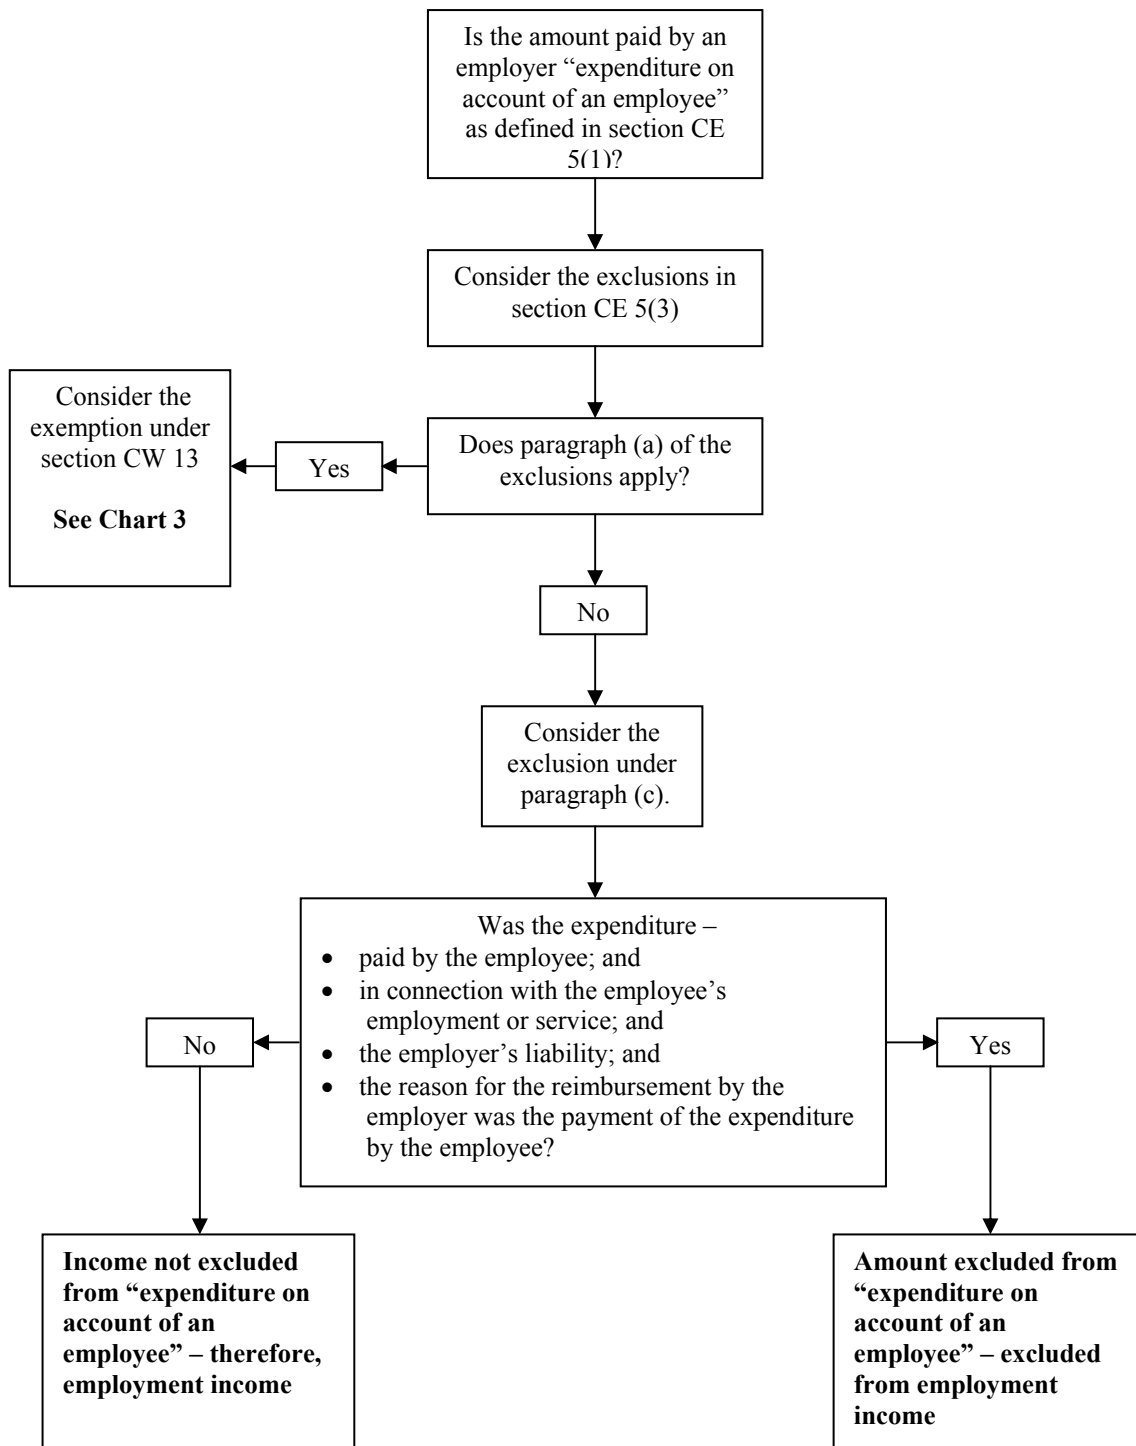 Is the amount paid by an
employer “expenditure on
account of an employee”
as defined in section CE
5(1)?
Consider the exclusions in
section CE 5(3)
Consider the
exemption under
section CW 13
See Chart 3
Yes
Does paragraph (a) of the
exclusions apply?
No
Consider the
exclusion under
paragraph (c).
Was the expenditure –
• paid by the employee; and
• in connection with the employee’s
employment or service; and
• the employer’s liability; and
• the reason for the reimbursement by the
employer was the payment of the expenditure
by the employee?
No
Yes
Income not excluded
from “expenditure on
account of an
employee” – therefore,
employment income
Amount excluded from
“expenditure on
account of an
employee” – excluded
from employment
income